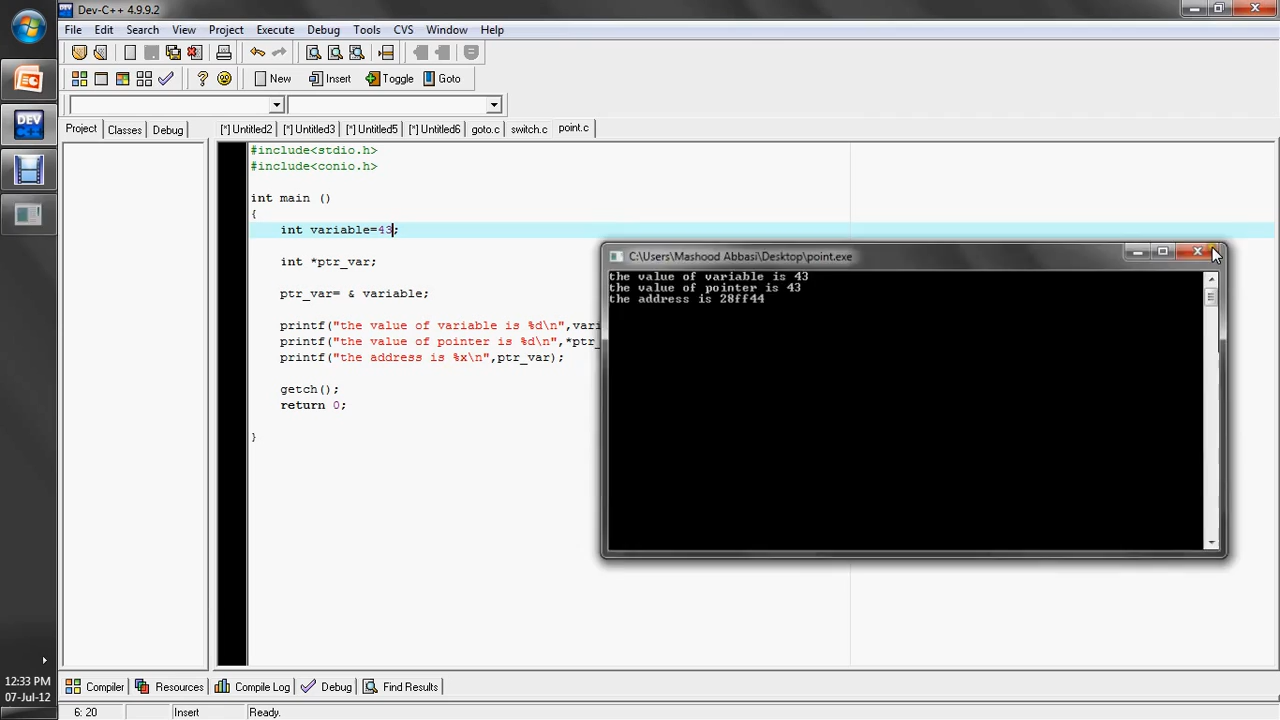 Dev-C++ 4.9.9.2
File Edit Search View Project Execute Debug Tools CVS Window Help
New Insert Toggle Goto
Project Classes Debug
[*] Untitled2 [*] Untitled3 [*] Untitled5 [*] Untitled6 goto.c switch.c point.c
#include<stdio.h>
#include<conio.h>
int main ()
{
int variable=43;
int *ptr_var;
ptr_var= & variable;
printf("the value of variable is %d\n",vari
printf("the value of pointer is %d\n",*ptr_
printf("the address is %x\n",ptr_var);
getch();
return 0;
}
C:\Users\Mashood Abbasi\Desktop\point.exe
the value of variable is 43
the value of pointer is 43
the address is 28ff44
DEV
C++
Compiler Resources Compile Log Debug Find Results
6: 20 Insert Ready.
12:33 PM
07-Jul-12